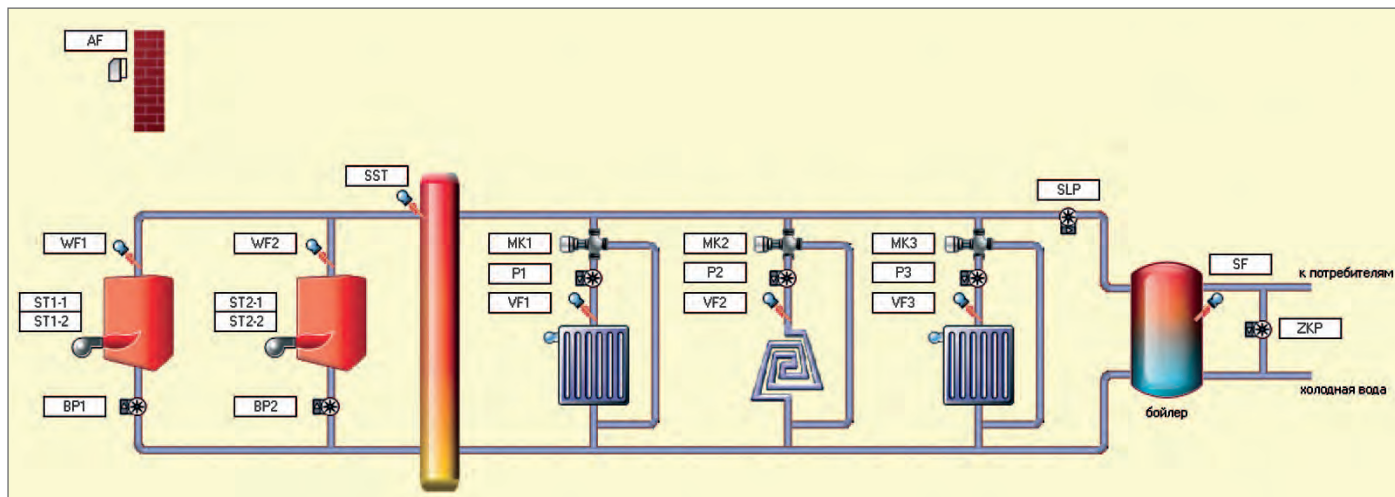 AF
SST
SLP
WF1
WF2
MK1
MK2
MK3
SF
к потребителям
P1
P2
P3
ST1-1
ST1-2
ST2-1
ST2-2
VF1
VF2
VF3
ZKP
холодная вода
BP1
BP2
бойлер